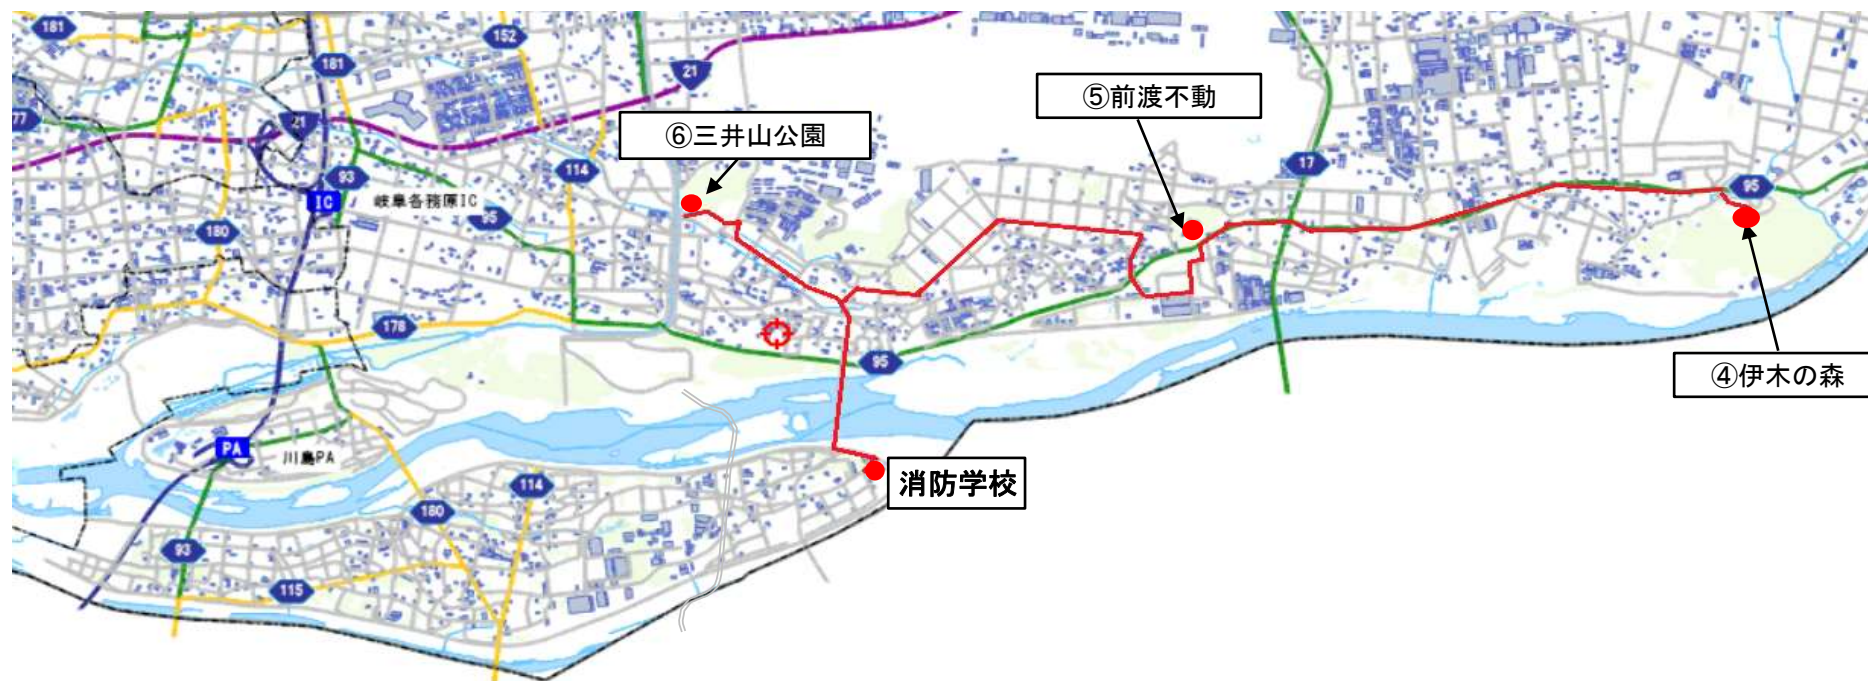 181
152
181
21
⑤前渡不動
77
21
⑥三井山公園
17
114
93
95
IC
岐阜各務原IC
95
180
178
95
④伊木の森
PA
川島PA
消防学校
114
180
93
115